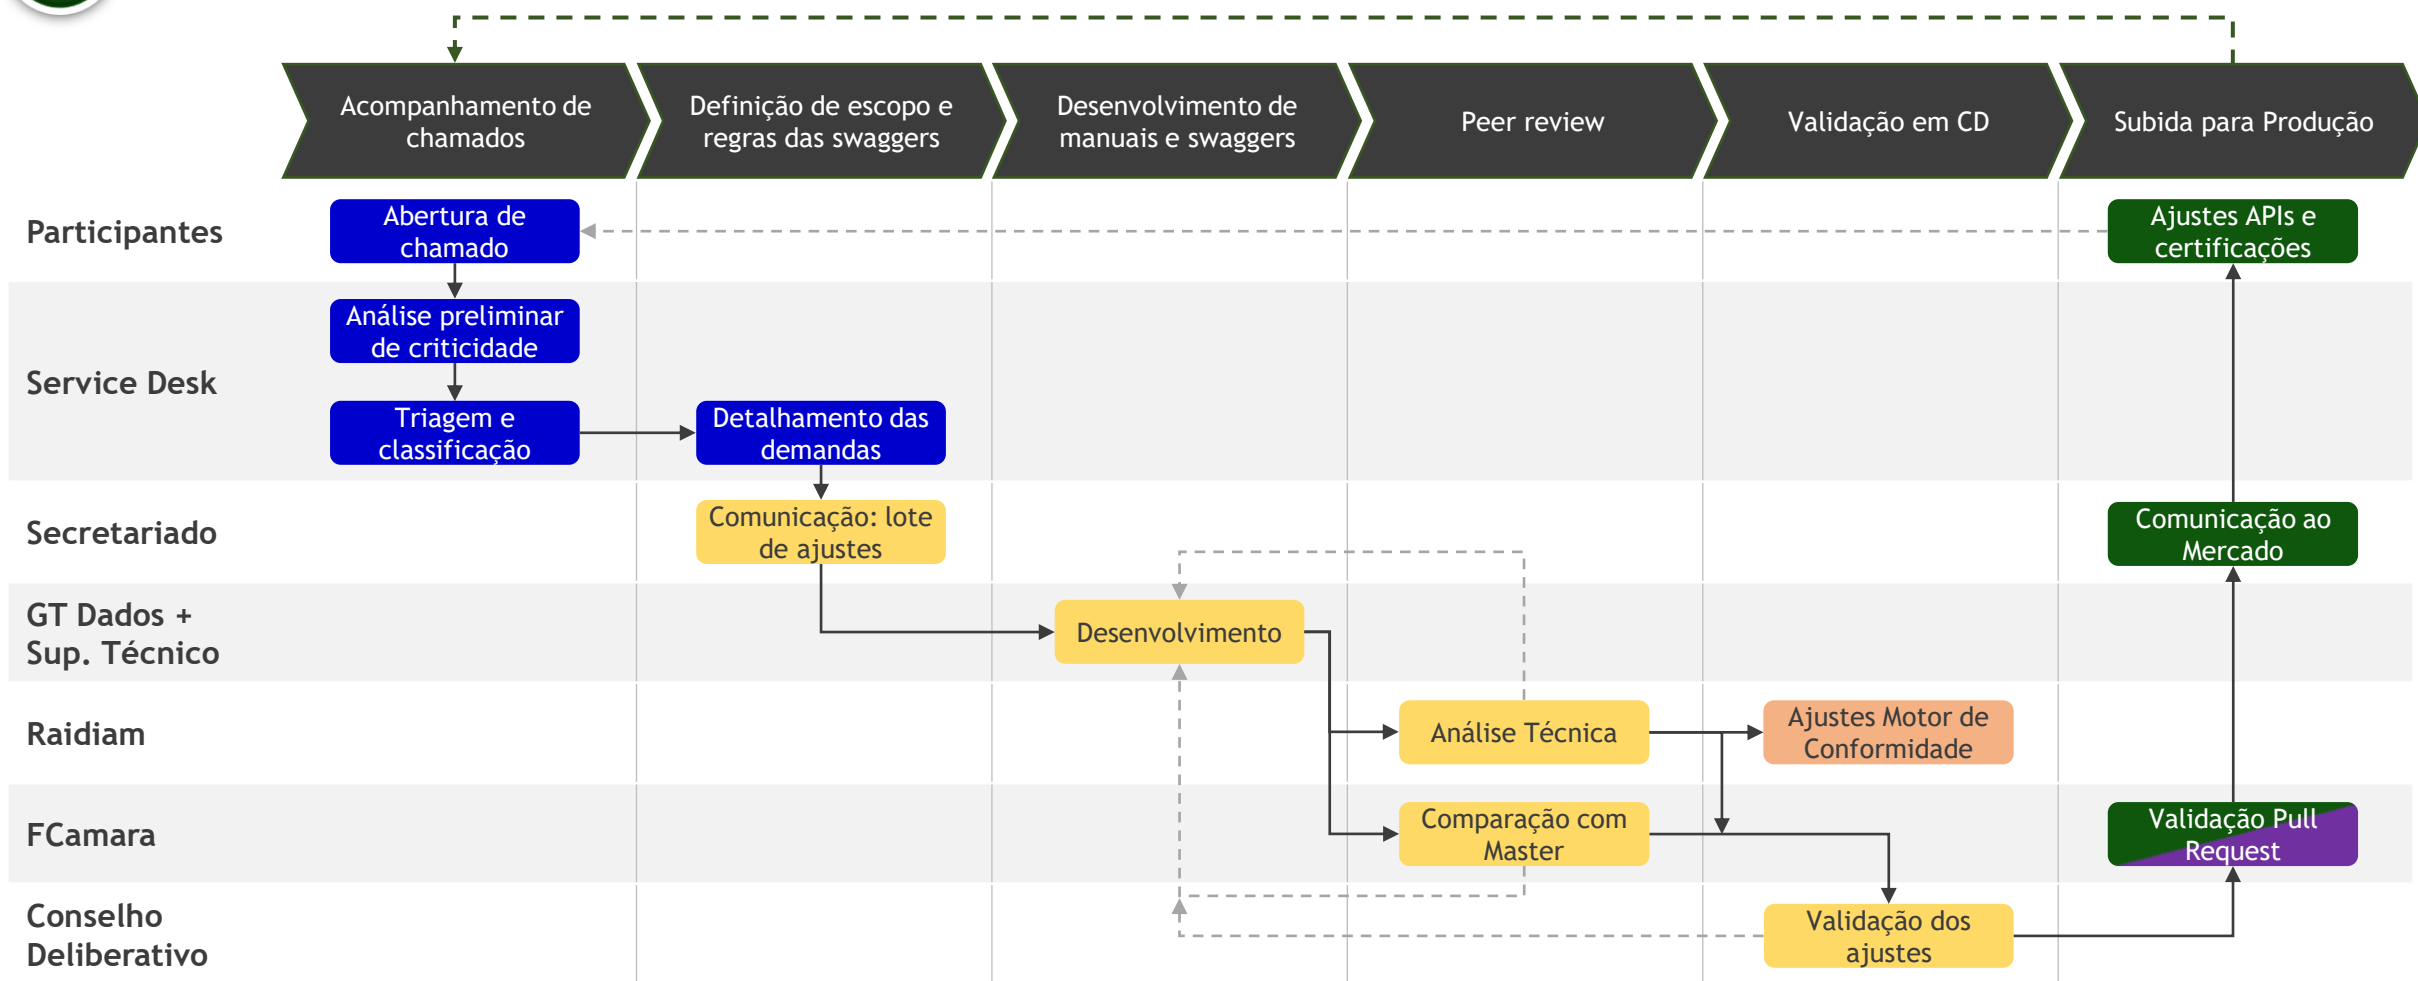 Acompanhamento de
chamados
Definição de escopo e
regras das swaggers
Desenvolvimento de
manuais e swaggers
Peer review
Validação em CD
Subida para Produção
Participantes
Abertura de
chamado
Ajustes APIs e
certificações
Service Desk
Análise preliminar
de criticidade
Triagem e
classificação
Detalhamento das
demandas
Secretariado
Comunicação: lote
de ajustes
Comunicação ao
Mercado
GT Dados +
Sup. Técnico
Desenvolvimento
Raidiam
Análise Técnica
Ajustes Motor de
Conformidade
FCamara
Comparação com
Master
Validação Pull
Request
Conselho
Deliberativo
Validação dos
ajustes